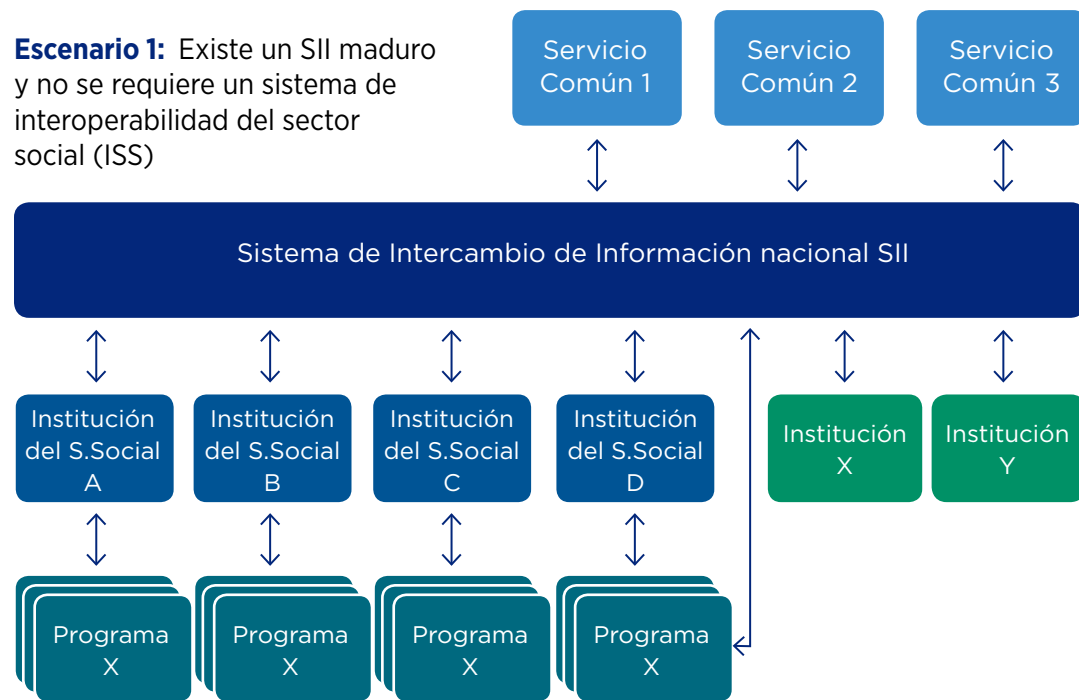 Escenario 1: Existe un SII maduro
y no se requiere un sistema de
interoperabilidad del sector
social (ISS)
Servicio
Común 1
Servicio
Común 2
Servicio
Común 3
Sistema de Intercambio de Información nacional SII
Institución
del S.Social
A
Institución
del S.Social
B
Institución
del S.Social
C
Institución
del S.Social
D
Institución
X
Institución
Y
Programa
X
Programa
X
Programa
X
Programa
X